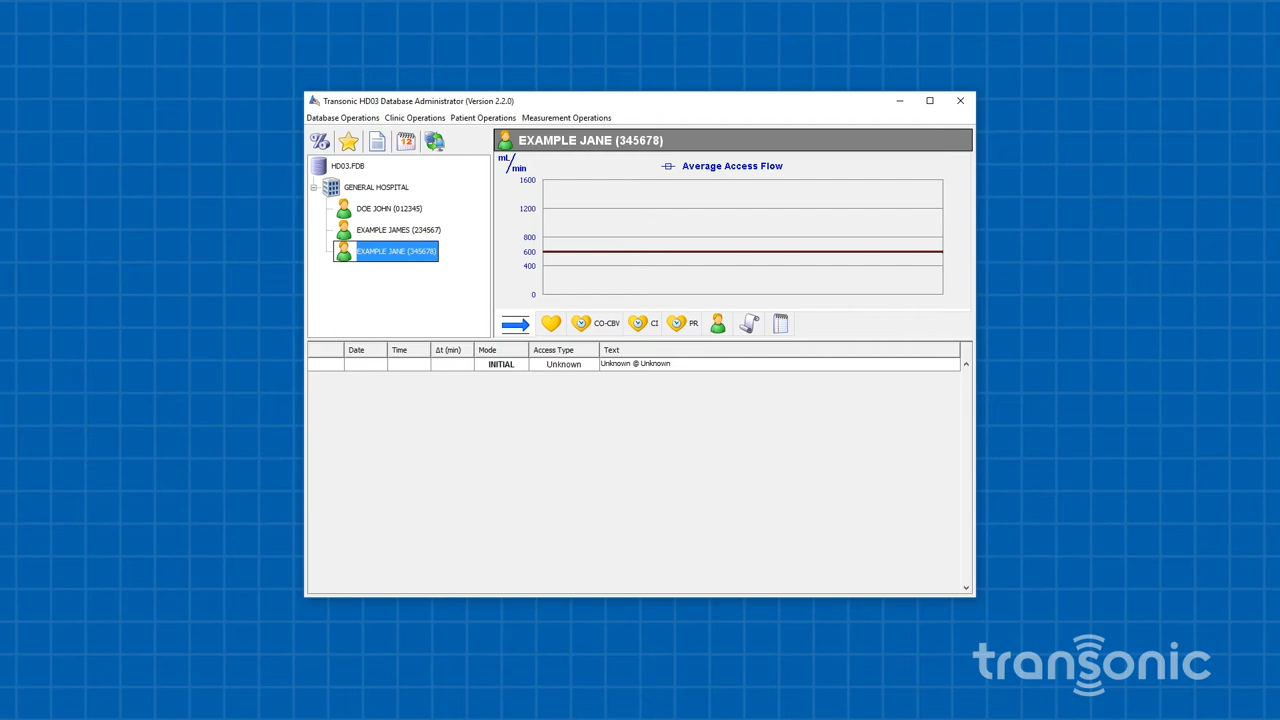 Transonic HD03 Database Administrator (Version 2.2.0)
Database Operations Clinic Operations Patient Operations Measurement Operations
%
12
EXAMPLE JANE (345678)
HD03.FDB
GENERAL HOSPITAL
DOE JOHN (012345)
EXAMPLE JAMES (234567)
EXAMPLE JANE (345678)
mL/min
Average Access Flow
1600
1200
800
600
400
0
CO-CBV CI PR
Date Time Δt (min) Mode Access Type Text
INITIAL Unknown Unknown @ Unknown
transonic